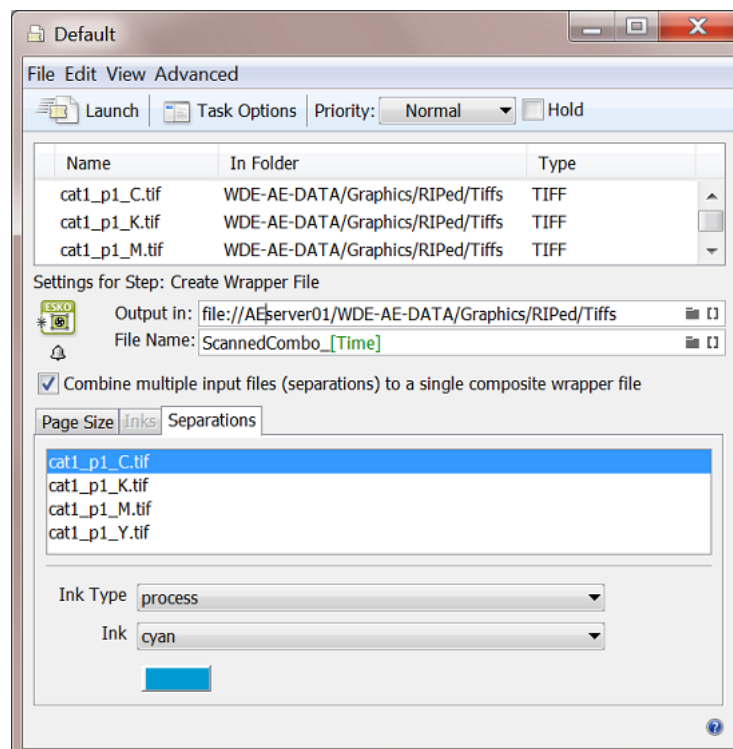 Default
File Edit View Advanced
Launch Task Options Priority: Normal Hold
Name In Folder Type
cat1_p1_C.tif WDE-AE-DATA/Graphics/RIPed/Tiffs TIFF
cat1_p1_K.tif WDE-AE-DATA/Graphics/RIPed/Tiffs TIFF
cat1_p1_M.tif WDE-AE-DATA/Graphics/RIPed/Tiffs TIFF
Settings for Step: Create Wrapper File
ESKO
Output in: file://AEserver01/WDE-AE-DATA/Graphics/RIPed/Tiffs
File Name: ScannedCombo_[Time]
Combine multiple input files (separations) to a single composite wrapper file
Page Size Inks Separations
cat1_p1_C.tif
cat1_p1_K.tif
cat1_p1_M.tif
cat1_p1_Y.tif
Ink Type process
Ink cyan